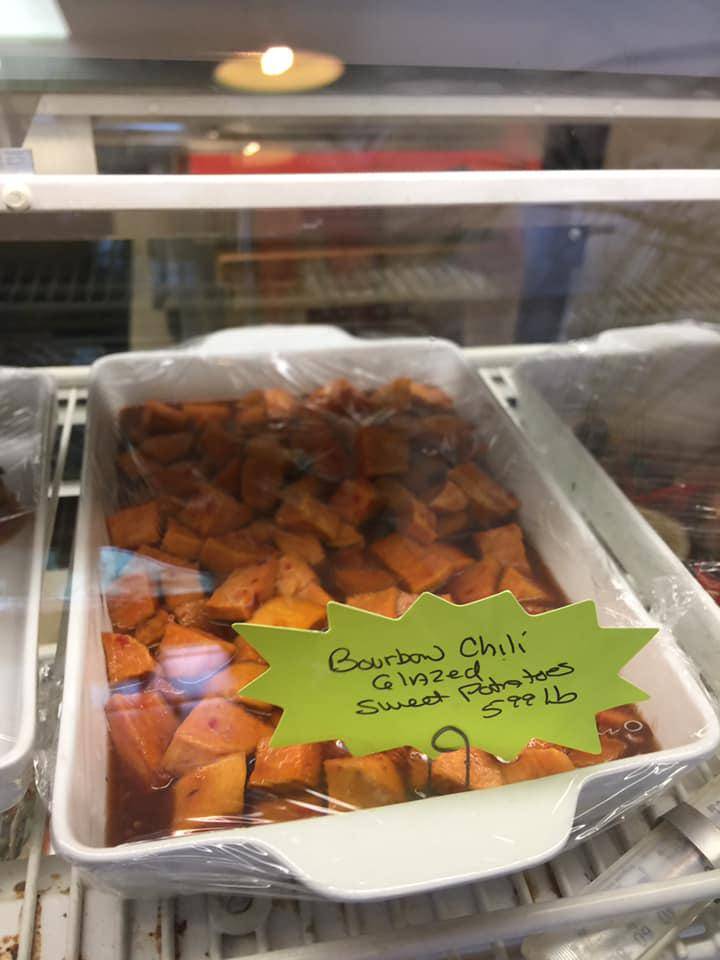 Bourbon Chili
Glazed
Sweet Potatoes
599 Lb